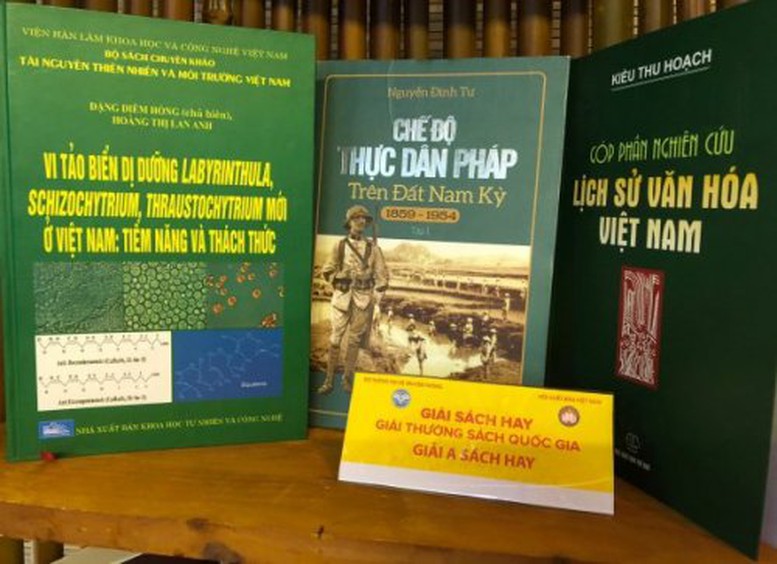 VIỆN HÀN LÂM KHOA HỌC VÀ CÔNG NGHỆ VIỆT NAM
BỘ SÁCH CHUYÊN KHẢO
TÀI NGUYÊN THIÊN NHIÊN VÀ MÔI TRƯỜNG VIỆT NAM
ĐẶNG DIỄM HỒNG (chủ biên),
HOÀNG THỊ LAN ANH
VI TẢO BIỂN DỊ DƯỠNG LABYRINTHULA,
SCHIZOCHYTRIUM, THRAUSTOCHYTRIUM MỚI
Ở VIỆT NAM: TIỀM NĂNG VÀ THÁCH THỨC
Squalene
NHÀ XUẤT BẢN KHOA HỌC TỰ NHIÊN VÀ CÔNG NGHỆ
Nguyễn Đình Tư
CHẾ ĐỘ
THỰC DÂN PHÁP
Trên Đất Nam Kỳ
1859 - 1954
Tập 1
KIỀU THU HOẠCH
GÓP PHẦN NGHIÊN CỨU
LỊCH SỬ VĂN HÓA
VIỆT NAM
GIẢI SÁCH HAY
GIẢI THƯỞNG SÁCH QUỐC GIA
GIẢI A SÁCH HAY